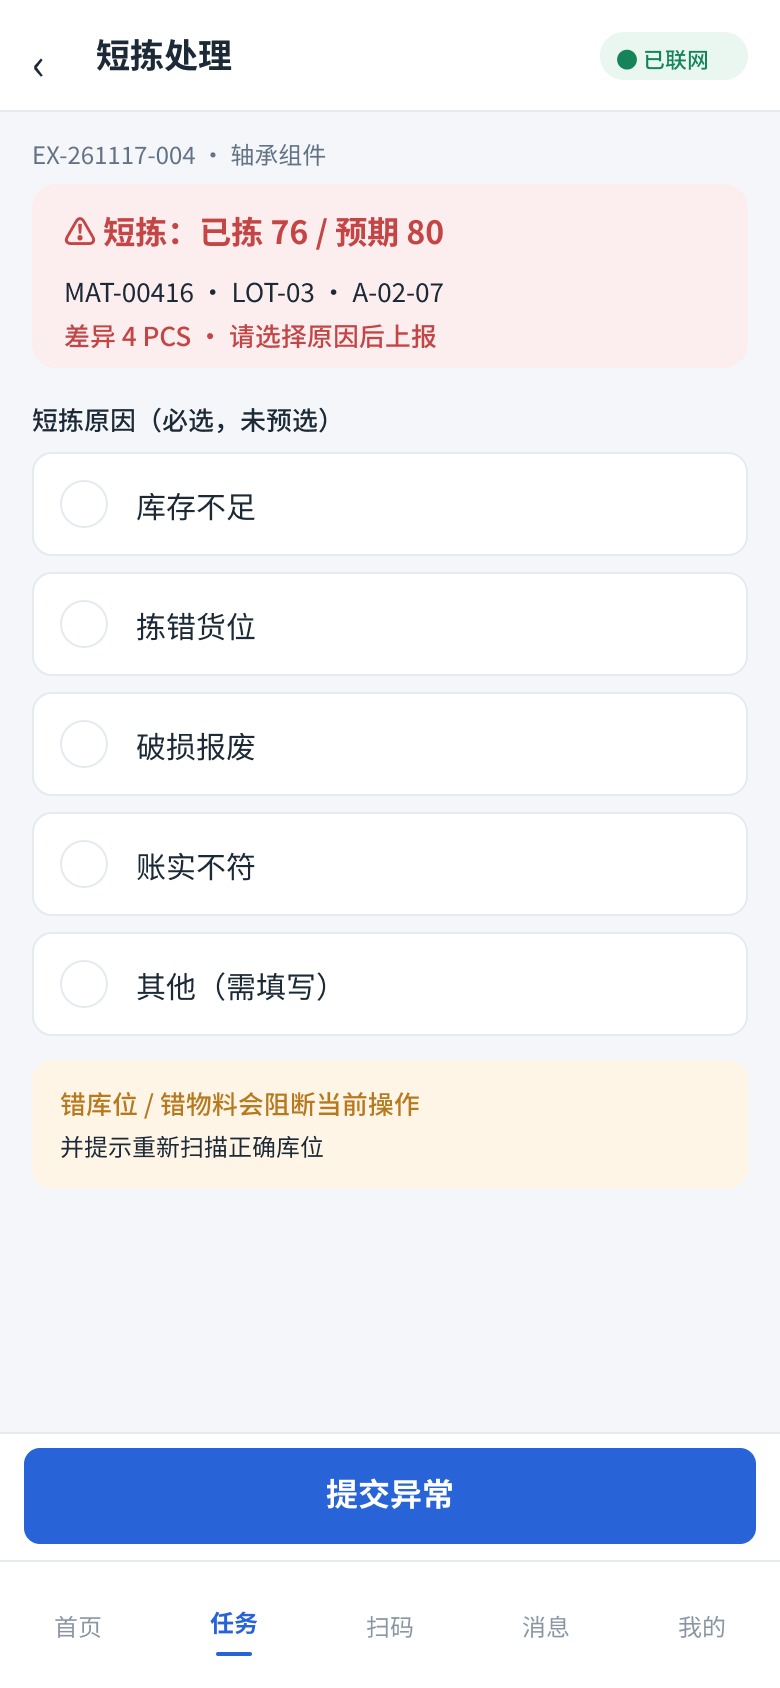 ‹ 短拣处理 已联网
EX-261117-004 • 轴承组件
短拣：已拣 76 / 预期 80
MAT-00416 • LOT-03 • A-02-07
差异 4 PCS • 请选择原因后上报
短拣原因（必选，未预选）
库存不足
拣错货位
破损报废
账实不符
其他（需填写）
错库位 / 错物料会阻断当前操作
并提示重新扫描正确库位
提交异常
首页 任务 扫码 消息 我的